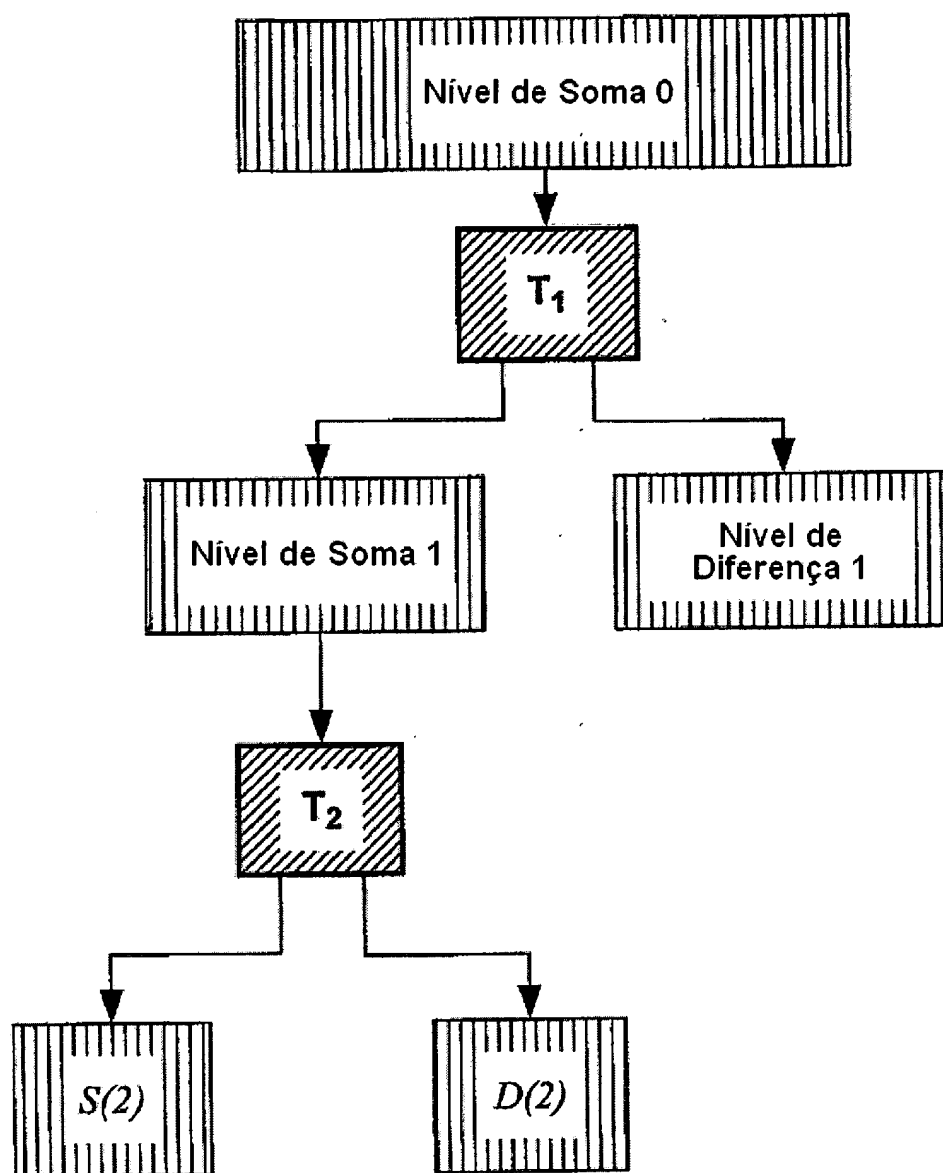 Nível de Soma 0
T₁
Nível de Soma 1
Nível de
Diferença 1
T₂
S(2)
D(2)